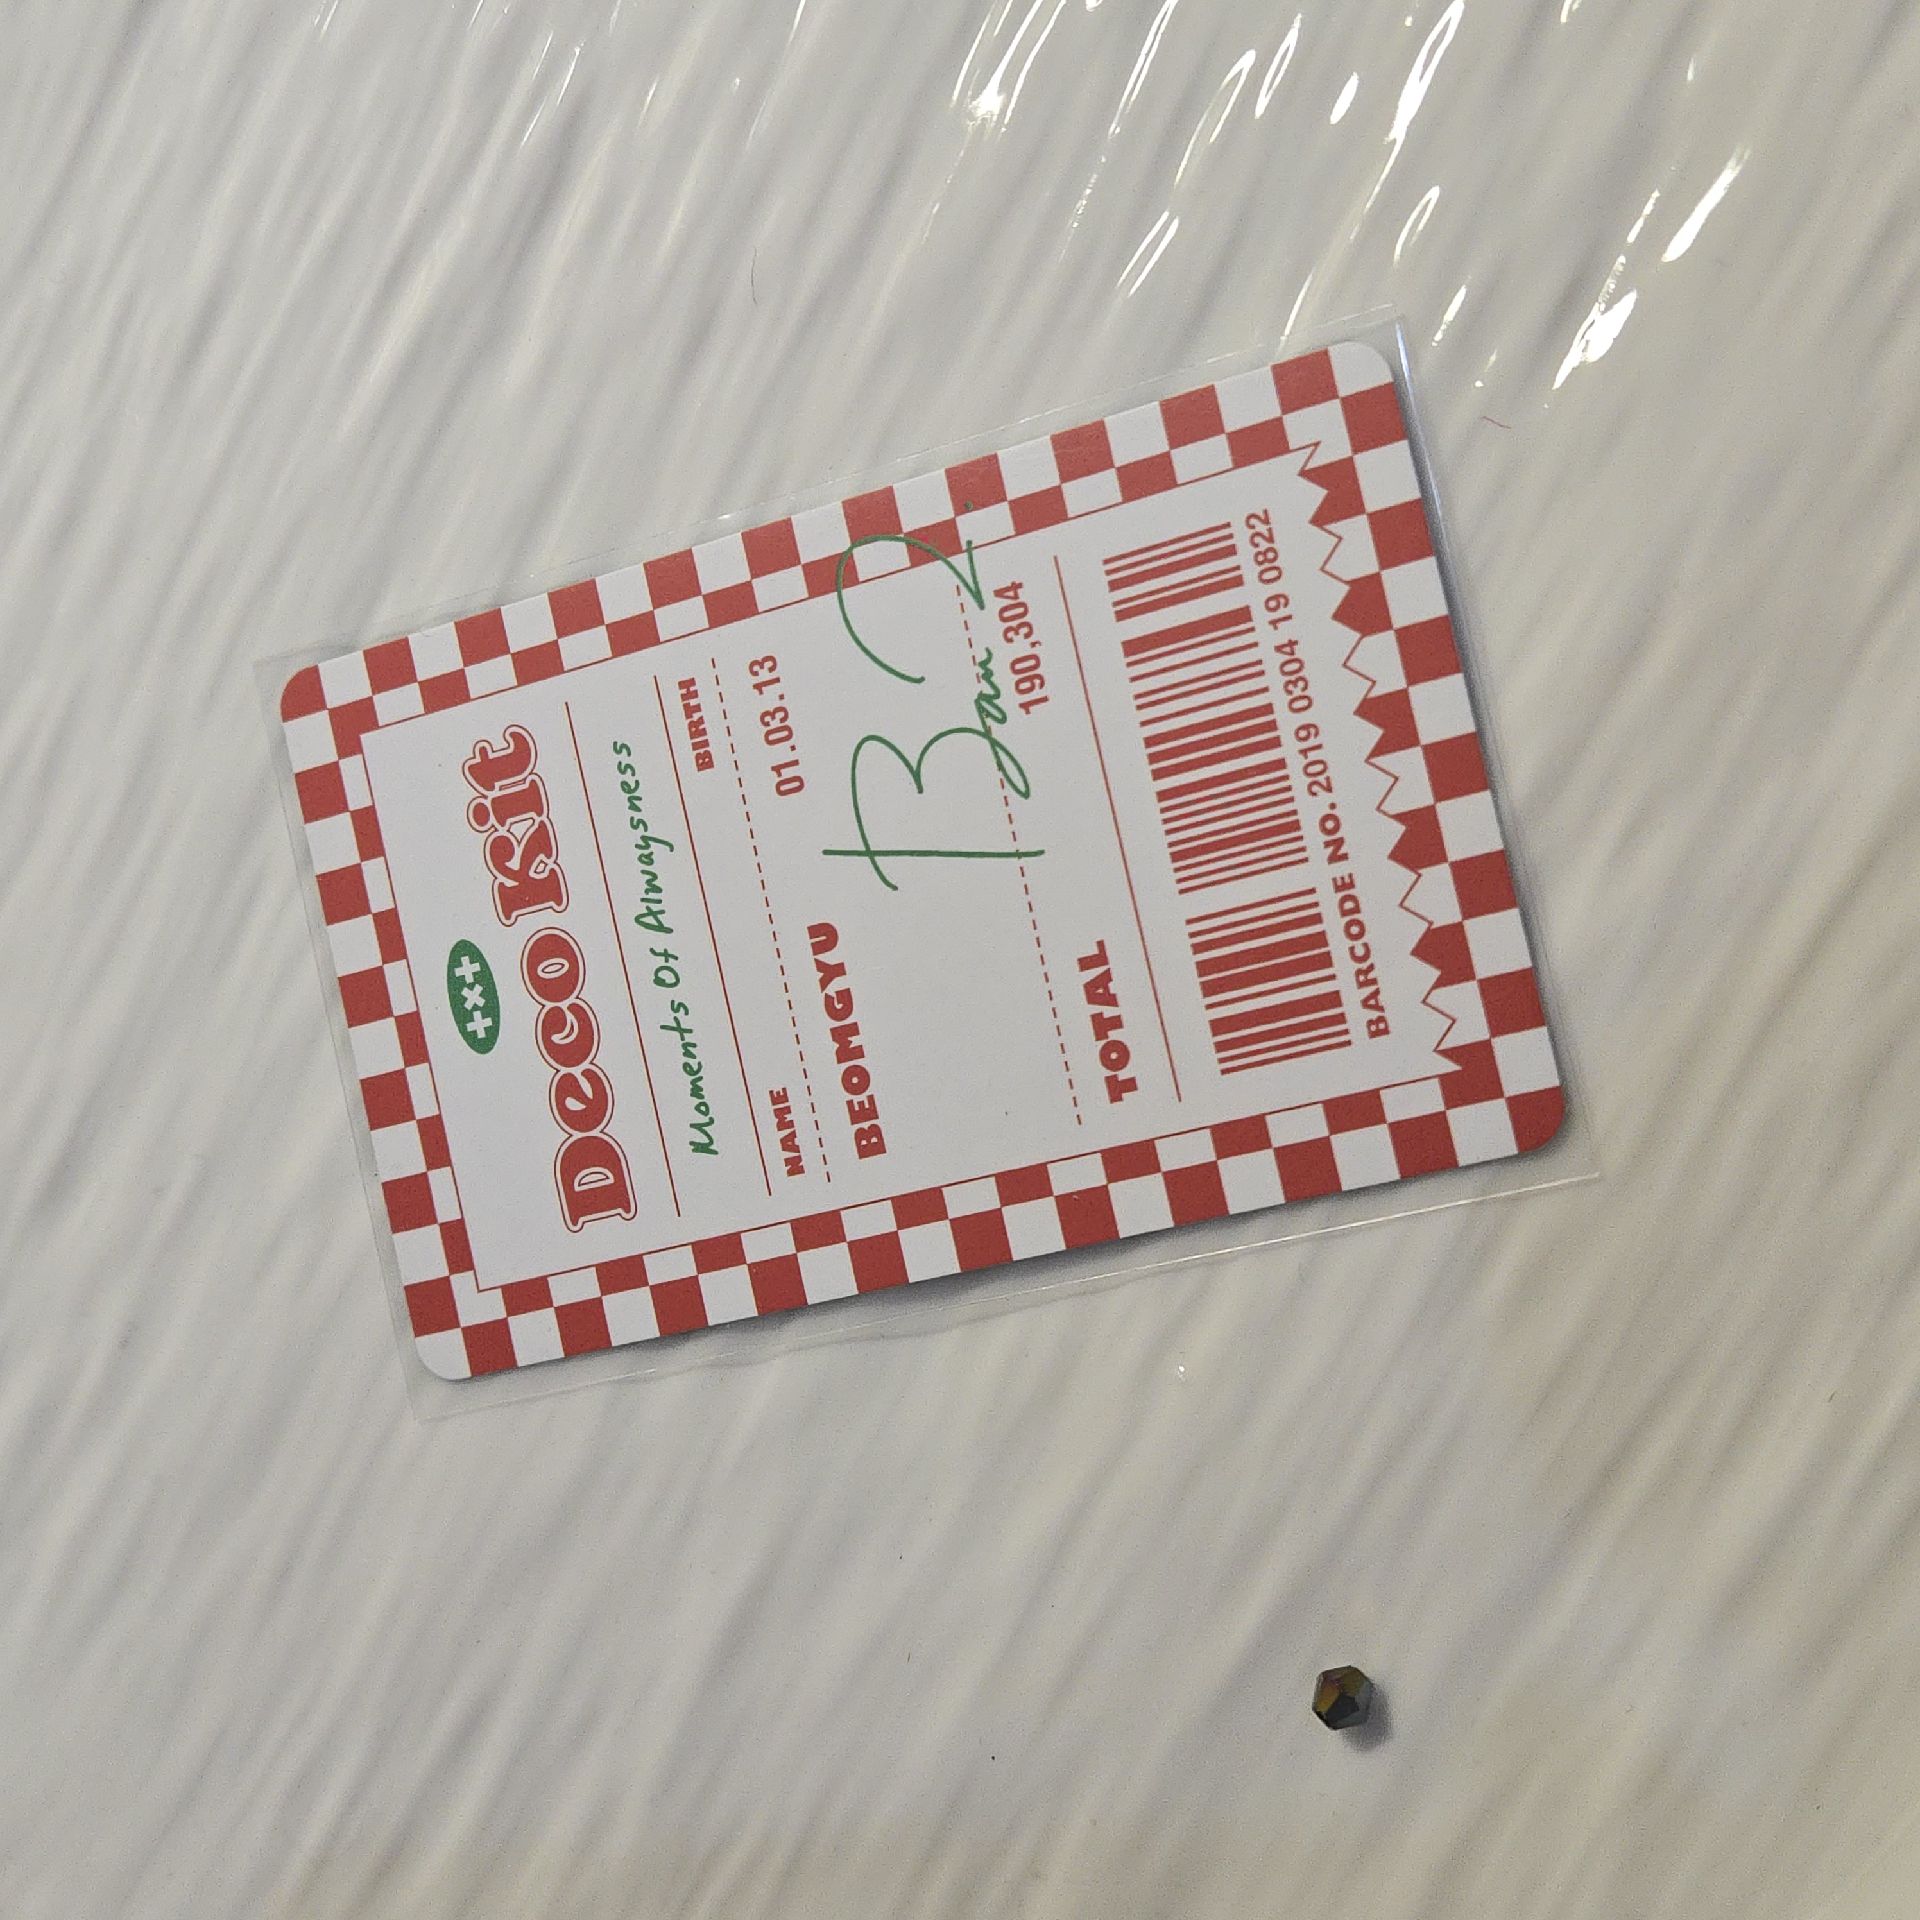 +x+
Deco Kit
Moments Of Alwaysness
NAME BIRTH
BEOMGYU 01.03.13
TOTAL 190,304
BARCODE NO. 2019 0304 19 0822